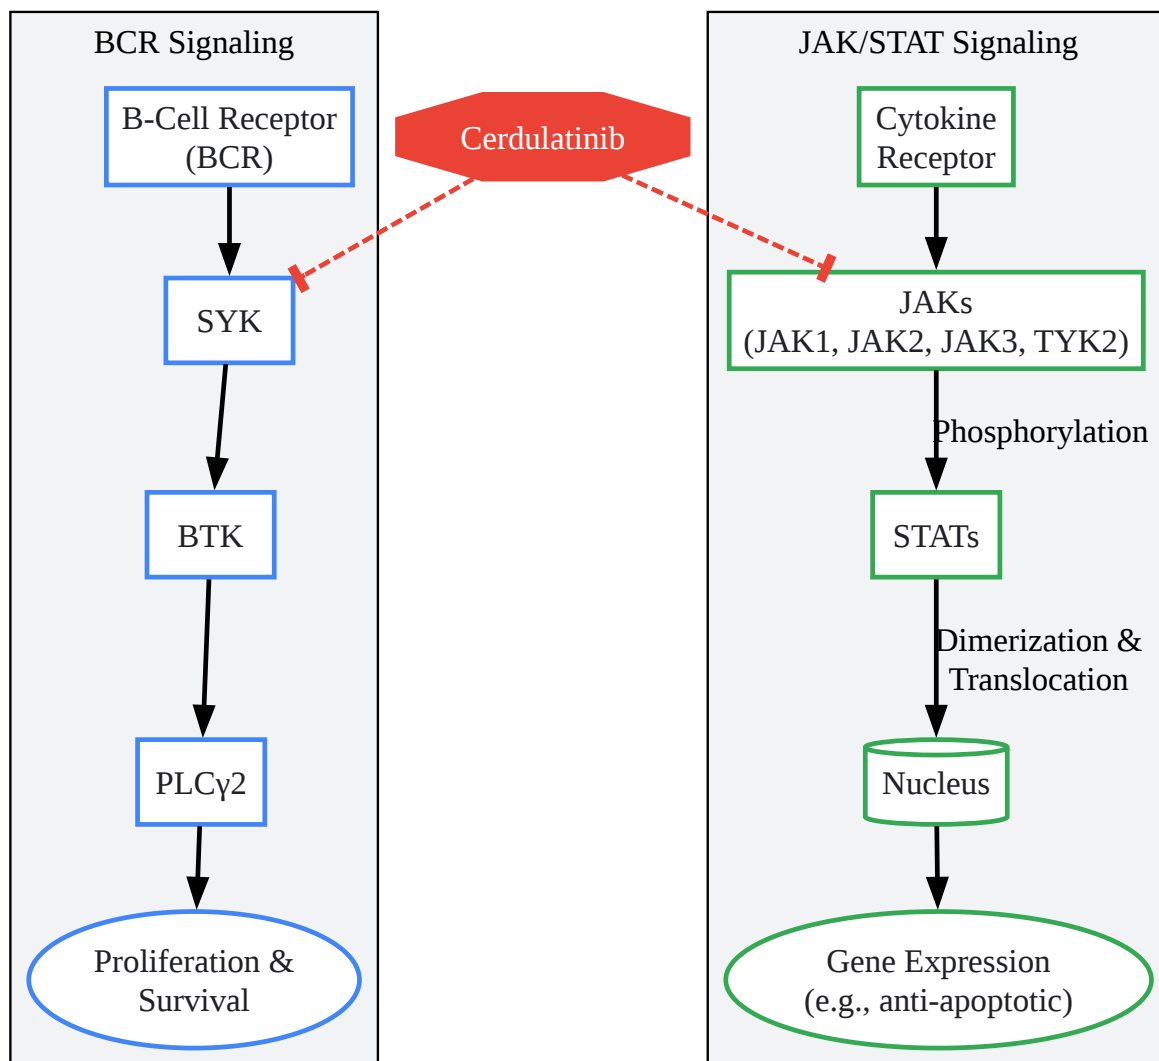 BCR Signaling
B-Cell Receptor
(BCR)
SYK
BTK
PLCγ2
Proliferation &
Survival
Cerdulatinib
JAK/STAT Signaling
Cytokine
Receptor
JAKs
(JAK1, JAK2, JAK3, TYK2)
Phosphorylation
STATs
Dimerization &
Translocation
Nucleus
Gene Expression
(e.g., anti-apoptotic)